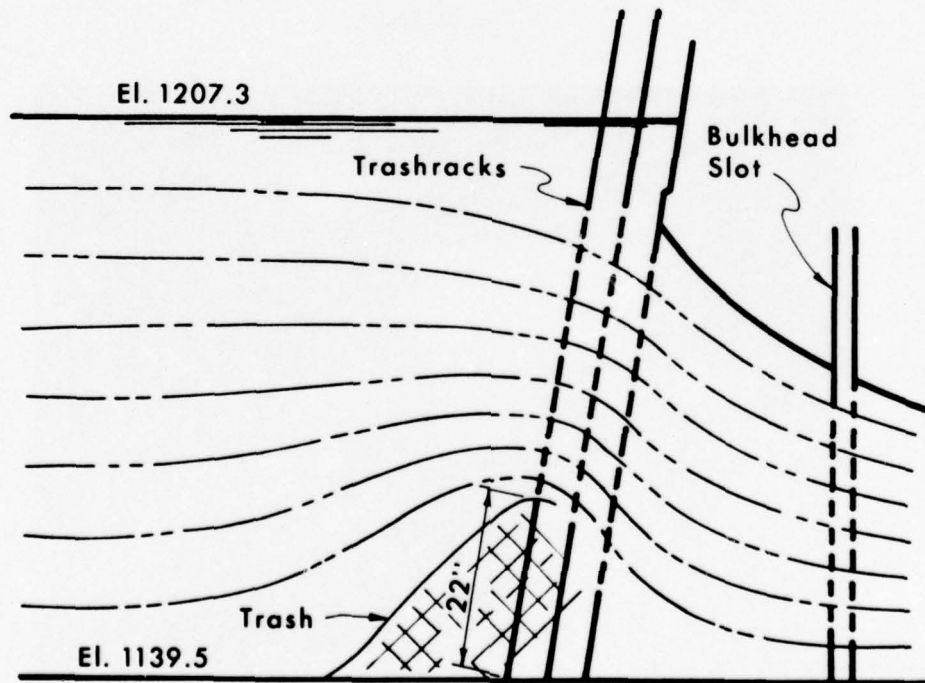 El. 1207.3
Trashracks
Bulkhead
Slot
22"
Trash
El. 1139.5